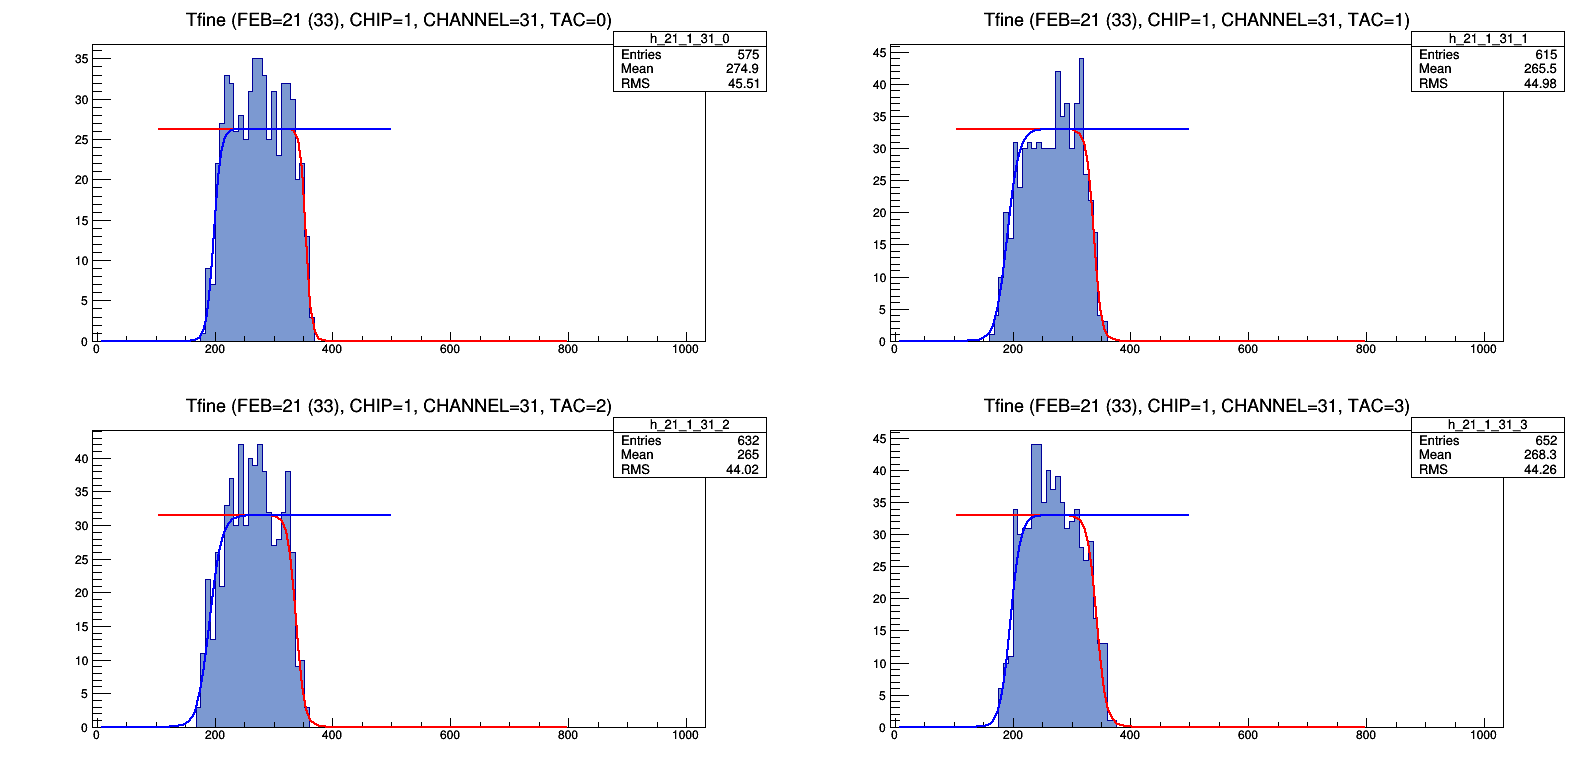 Tfine (FEB=21 (33), CHIP=1, CHANNEL=31, TAC=0)
h_21_1_31_0
Entries 575
Mean 274.9
RMS 45.51
35
30
25
20
15
10
5
0
0 200 400 600 800 1000
Tfine (FEB=21 (33), CHIP=1, CHANNEL=31, TAC=1)
h_21_1_31_1
Entries 615
Mean 265.5
RMS 44.98
45
40
35
30
25
20
15
10
5
0
0 200 400 600 800 1000
Tfine (FEB=21 (33), CHIP=1, CHANNEL=31, TAC=2)
h_21_1_31_2
Entries 632
Mean 265
RMS 44.02
40
35
30
25
20
15
10
5
0
0 200 400 600 800 1000
Tfine (FEB=21 (33), CHIP=1, CHANNEL=31, TAC=3)
h_21_1_31_3
Entries 652
Mean 268.3
RMS 44.26
45
40
35
30
25
20
15
10
5
0
0 200 400 600 800 1000